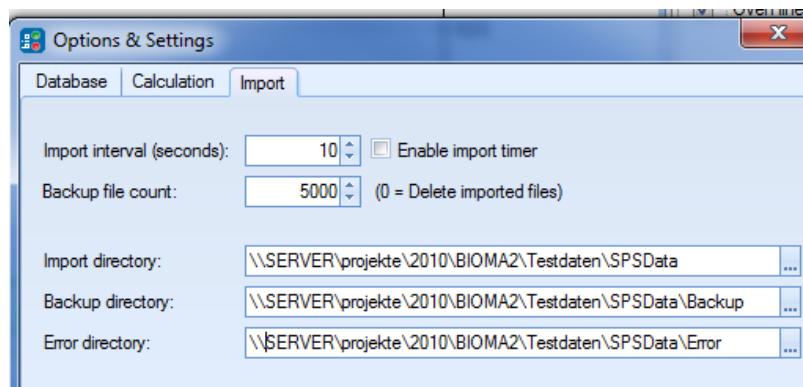 Over line
Options & Settings
Database Calculation Import
Import interval (seconds): 10 Enable import timer
Backup file count: 5000 (0 = Delete imported files)
Import directory: \\SERVER\projekte\2010\BIOMA2\Testdaten\SPSData ...
Backup directory: \\SERVER\projekte\2010\BIOMA2\Testdaten\SPSData\Backup ...
Error directory: \\SERVER\projekte\2010\BIOMA2\Testdaten\SPSData\Error ...